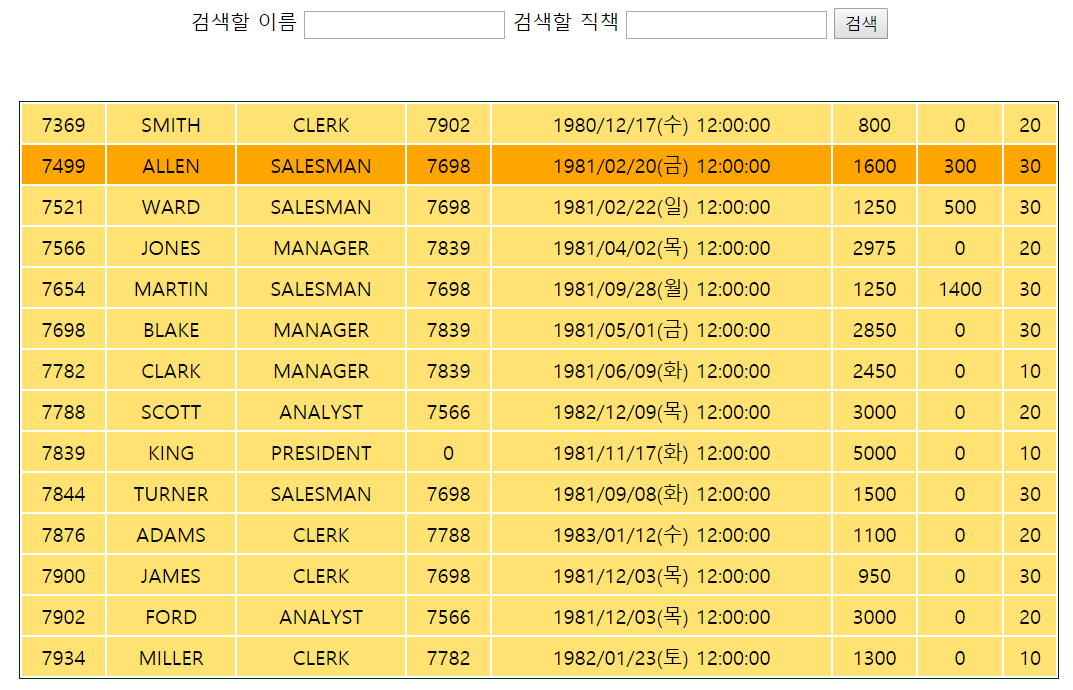 검색할 이름 검색할 직책 검색
7369 SMITH CLERK 7902 1980/12/17(수) 12:00:00 800 0 20
7499 ALLEN SALESMAN 7698 1981/02/20(금) 12:00:00 1600 300 30
7521 WARD SALESMAN 7698 1981/02/22(일) 12:00:00 1250 500 30
7566 JONES MANAGER 7839 1981/04/02(목) 12:00:00 2975 0 20
7654 MARTIN SALESMAN 7698 1981/09/28(월) 12:00:00 1250 1400 30
7698 BLAKE MANAGER 7839 1981/05/01(금) 12:00:00 2850 0 30
7782 CLARK MANAGER 7839 1981/06/09(화) 12:00:00 2450 0 10
7788 SCOTT ANALYST 7566 1982/12/09(목) 12:00:00 3000 0 20
7839 KING PRESIDENT 0 1981/11/17(화) 12:00:00 5000 0 10
7844 TURNER SALESMAN 7698 1981/09/08(화) 12:00:00 1500 0 30
7876 ADAMS CLERK 7788 1983/01/12(수) 12:00:00 1100 0 20
7900 JAMES CLERK 7698 1981/12/03(목) 12:00:00 950 0 30
7902 FORD ANALYST 7566 1981/12/03(목) 12:00:00 3000 0 20
7934 MILLER CLERK 7782 1982/01/23(토) 12:00:00 1300 0 10